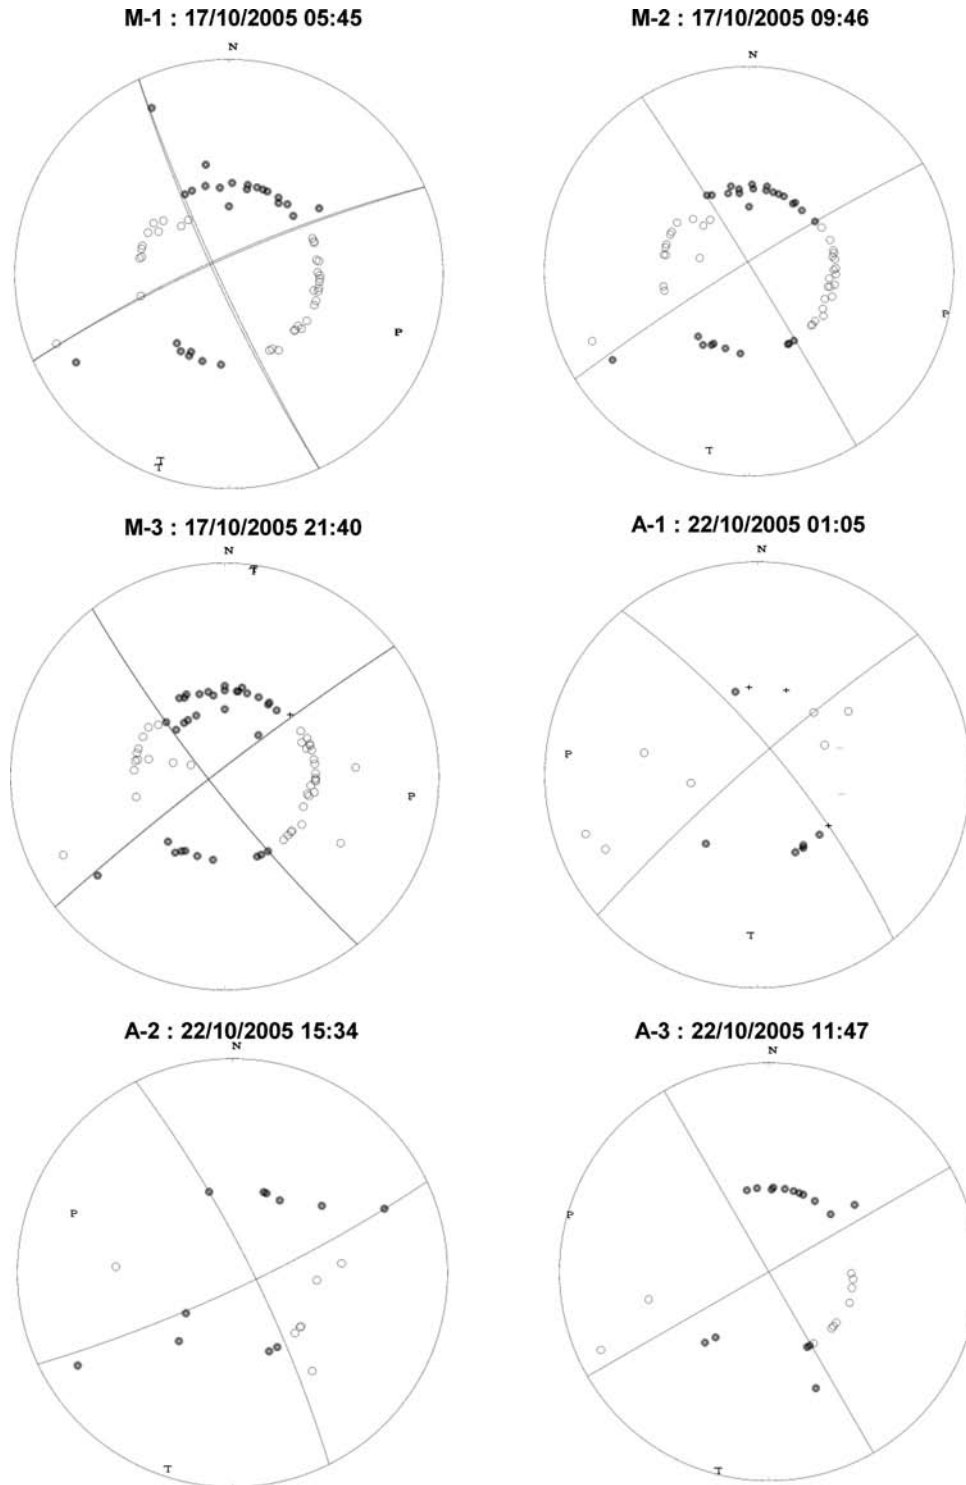 M-1 : 17/10/2005 05:45
M-2 : 17/10/2005 09:46
N
N
P
P
T
T
T
M-3 : 17/10/2005 21:40
A-1 : 22/10/2005 01:05
N
N
T
T
P
P
T
A-2 : 22/10/2005 15:34
A-3 : 22/10/2005 11:47
N
N
P
P
T
T